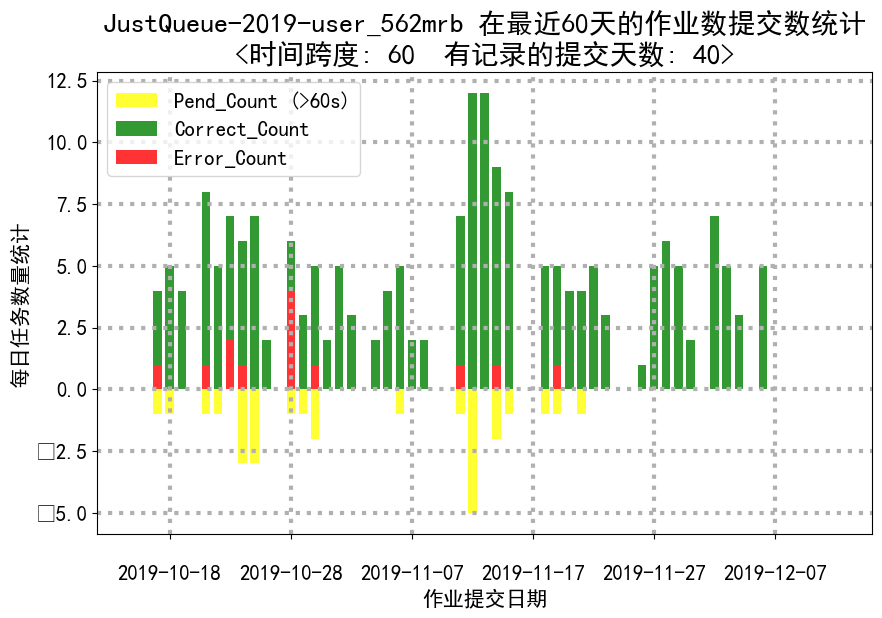 JustQueue-2019-user_562mrb 在最近60天的作业数提交数统计
<时间跨度: 60  有记录的提交天数: 40>
12.5
10.0
7.5
5.0
2.5
0.0
□2.5
□5.0
Pend_Count (>60s)
Correct_Count
Error_Count
每日任务数量统计
2019-10-18
2019-10-28
2019-11-07
2019-11-17
2019-11-27
2019-12-07
作业提交日期